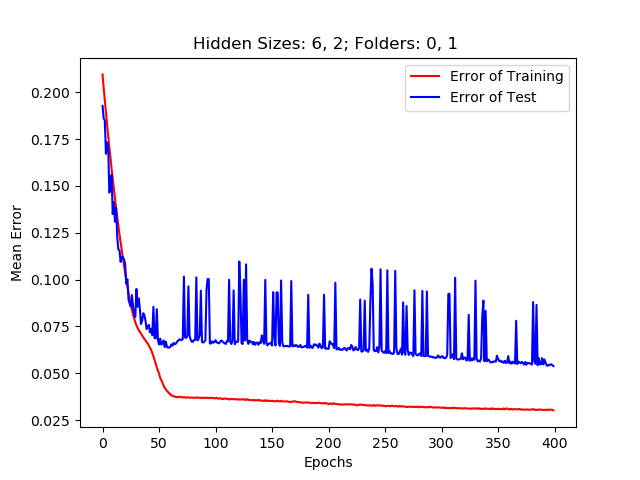 Hidden Sizes: 6, 2; Folders: 0, 1
Error of Training
Error of Test
Mean Error
0.200
0.175
0.150
0.125
0.100
0.075
0.050
0.025
0 50 100 150 200 250 300 350 400
Epochs